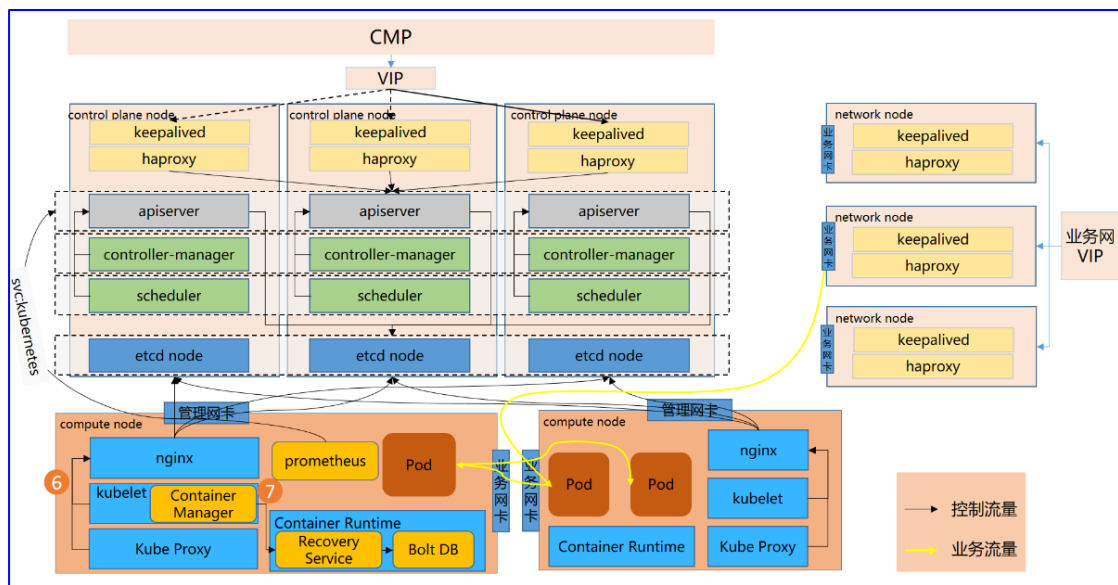 CMP
VIP
control plane node
keepalived
haproxy
apiserver
controller-manager
scheduler
etcd node
control plane node
keepalived
haproxy
apiserver
controller-manager
scheduler
etcd node
control plane node
keepalived
haproxy
apiserver
controller-manager
scheduler
etcd node
svc:kubernetes
network node
业务网卡
keepalived
haproxy
network node
业务网卡
keepalived
haproxy
network node
业务网卡
keepalived
haproxy
业务网
VIP
管理网卡
compute node
nginx
prometheus
Pod
6
kubelet
Container
Manager
7
Kube Proxy
Container Runtime
Recovery
Service
Bolt DB
业务网卡
业务网卡
管理网卡
compute node
Pod
Pod
nginx
kubelet
Container Runtime
Kube Proxy
控制流量
业务流量